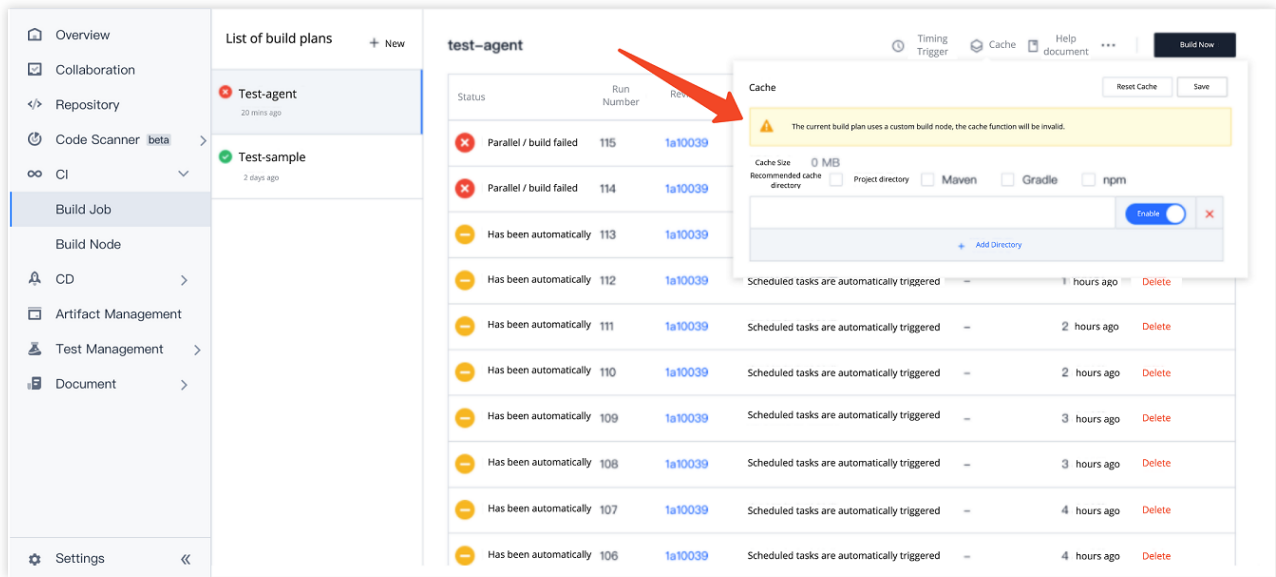 Overview
Collaboration
Repository
Code Scanner beta
CI
Build Job
Build Node
CD
Artifact Management
Test Management
Document
Settings
List of build plans
New
Test-agent
20 mins ago
Test-sample
2 days ago
test-agent
Timing
Trigger
Cache
Help
document
Build Now
Status
Run
Number
Parallel / build failed 115 1a10039
Parallel / build failed 114 1a10039
Has been automatically 113 1a10039
Has been automatically 112 1a10039 Scheduled tasks are automatically triggered – 1 hours ago Delete
Has been automatically 111 1a10039 Scheduled tasks are automatically triggered – 2 hours ago Delete
Has been automatically 110 1a10039 Scheduled tasks are automatically triggered – 2 hours ago Delete
Has been automatically 109 1a10039 Scheduled tasks are automatically triggered – 3 hours ago Delete
Has been automatically 108 1a10039 Scheduled tasks are automatically triggered – 3 hours ago Delete
Has been automatically 107 1a10039 Scheduled tasks are automatically triggered – 4 hours ago Delete
Has been automatically 106 1a10039 Scheduled tasks are automatically triggered – 4 hours ago Delete
Cache
Reset Cache
Save
The current build plan uses a custom build node, the cache function will be invalid.
Cache Size 0 MB
Recommended cache
directory
Project directory
Maven
Gradle
npm
Enable
Add Directory